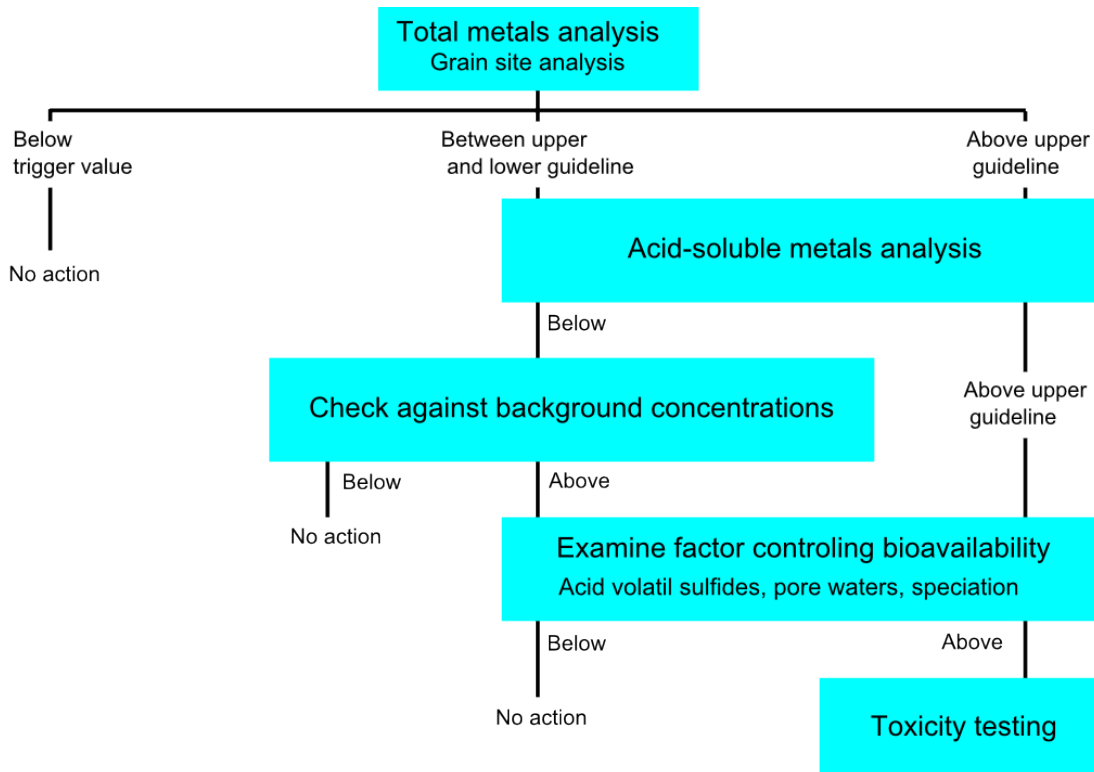 Total metals analysis
Grain site analysis
Below
trigger value
Between upper
and lower guideline
Above upper
guideline
No action
Acid-soluble metals analysis
Below
Above upper
guideline
Check against background concentrations
Below
Above
No action
Examine factor controling bioavailability
Acid volatil sulfides, pore waters, speciation
Below
Above
No action
Toxicity testing